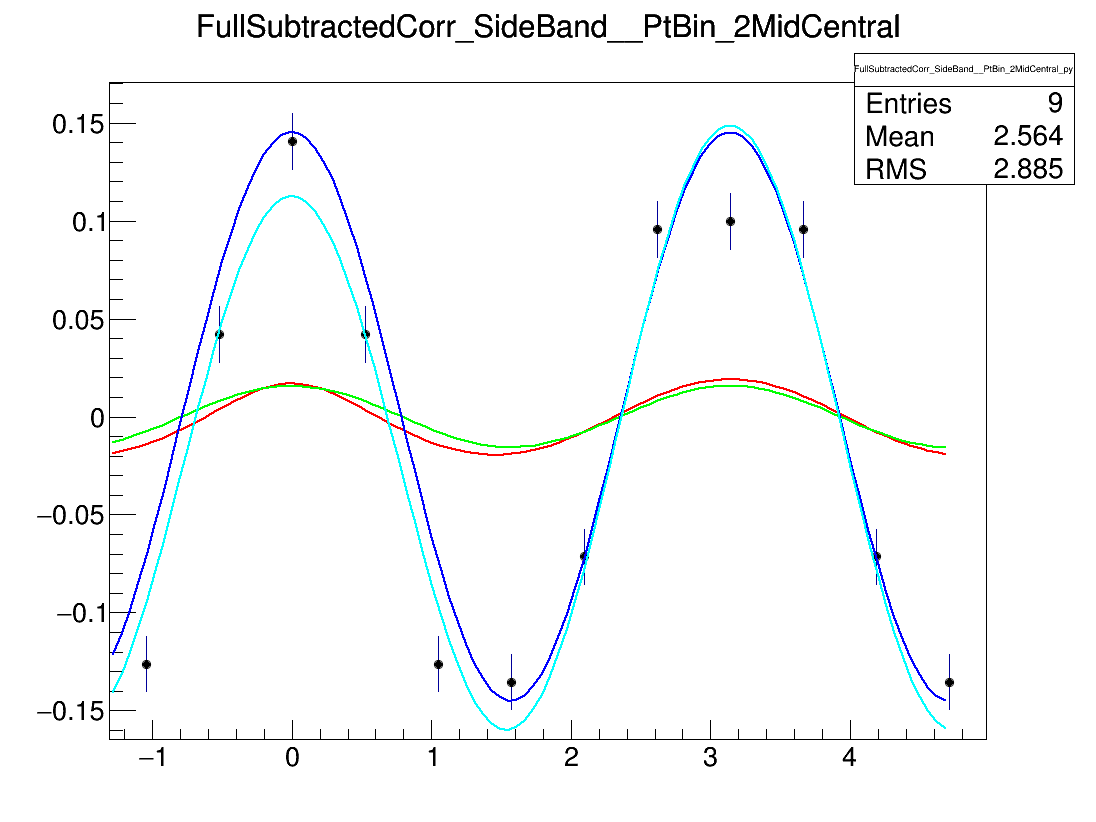 FullSubtractedCorr_SideBand__PtBin_2MidCentral
FullSubtractedCorr_SideBand__PtBin_2MidCentral_py
Entries 9
Mean 2.564
RMS 2.885
0.15
0.1
0.05
0
−0.05
−0.1
−0.15
−1 0 1 2 3 4